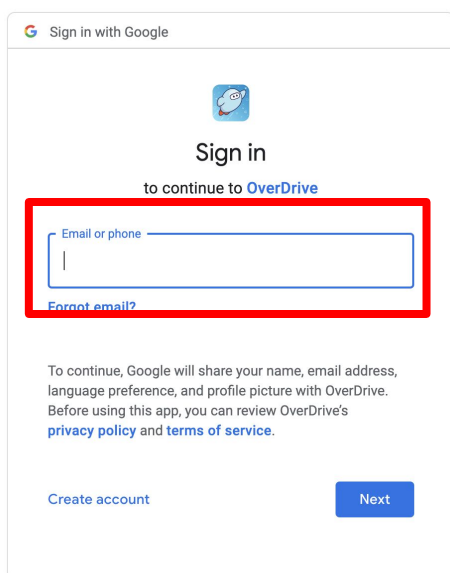 Sign in with Google
Sign in
to continue to OverDrive
Email or phone
Forgot email?
To continue, Google will share your name, email address,
language preference, and profile picture with OverDrive.
Before using this app, you can review OverDrive's
privacy policy and terms of service.
Create account
Next